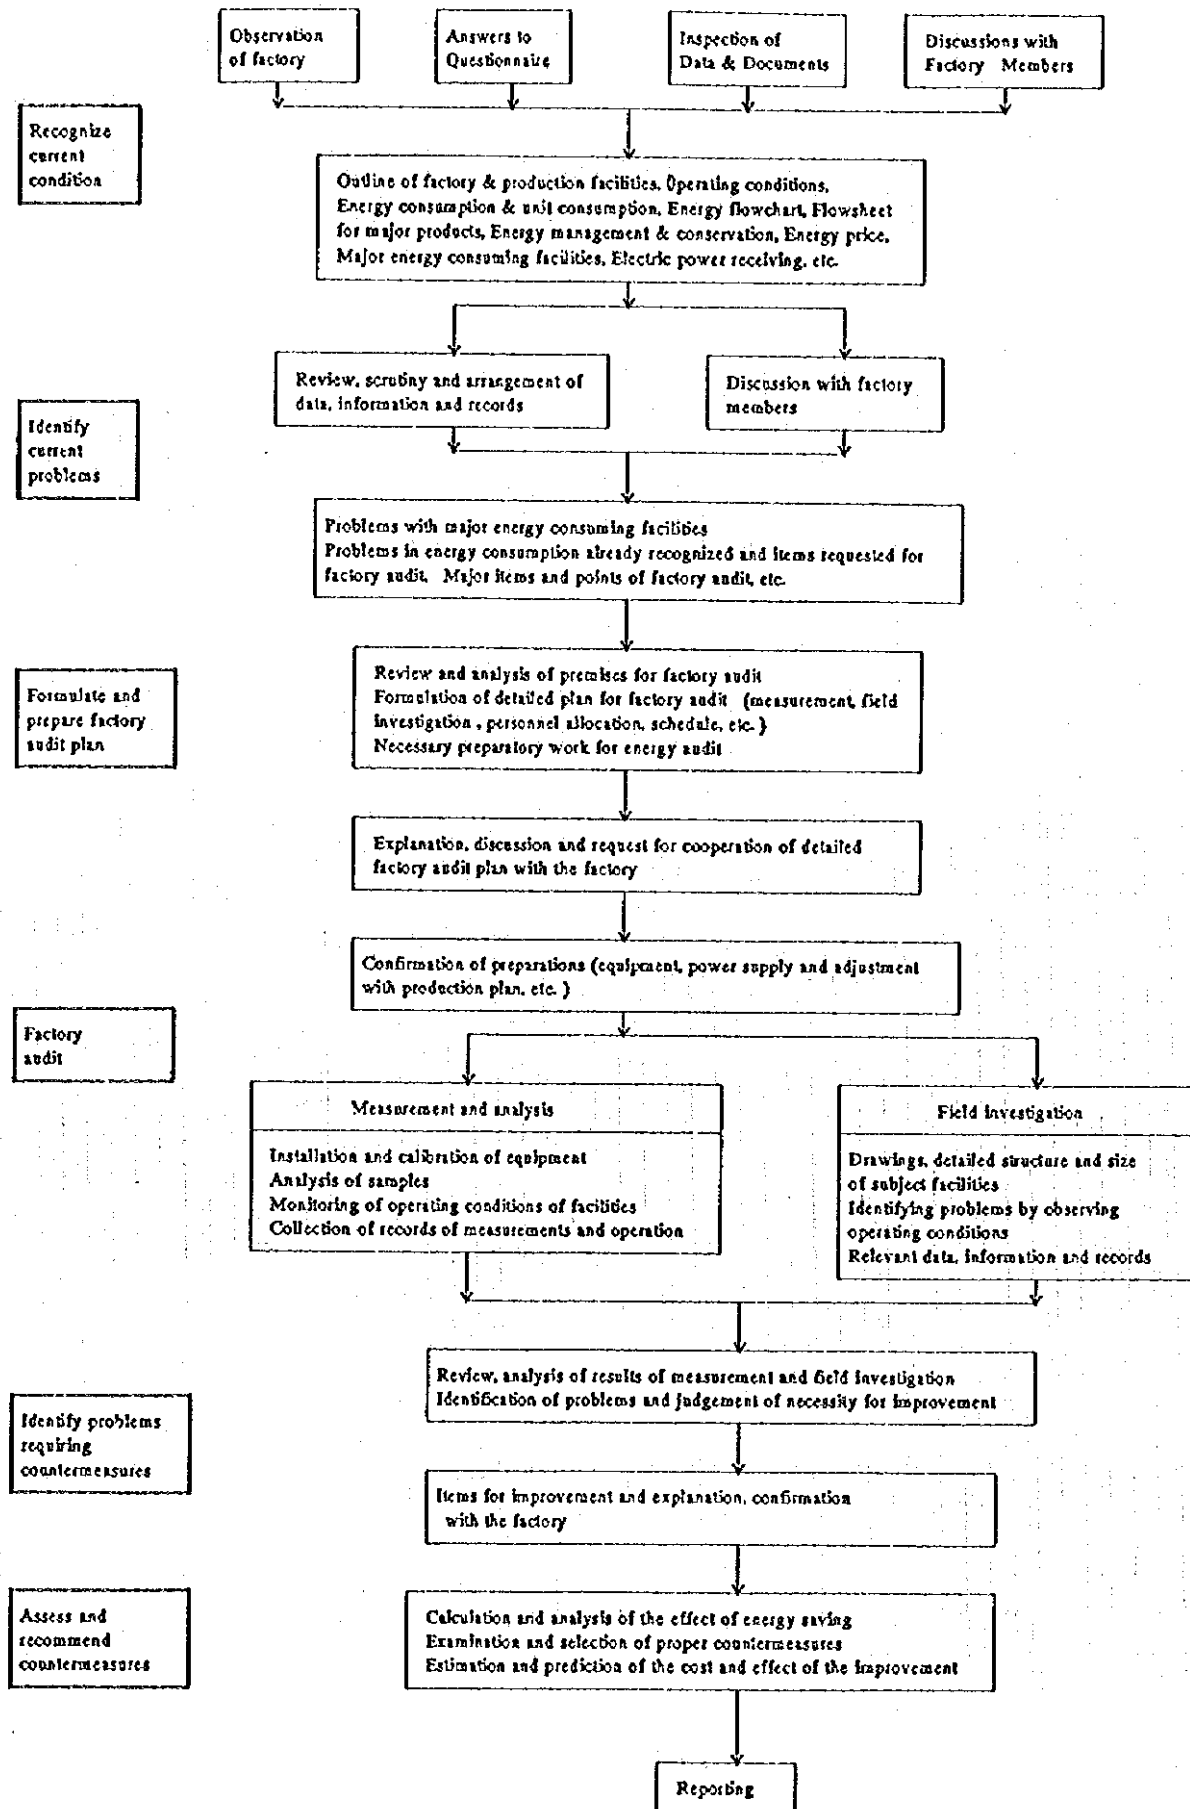 Observation
of factory
Answers to
Questionnaire
Inspection of
Data & Documents
Discussions with
Factory Members
Recognize
current
condition
Outline of factory & production facilities, Operating conditions,
Energy consumption & unit consumption, Energy flowchart, Flowsheet
for major products, Energy management & conservation, Energy price,
Major energy consuming facilities, Electric power receiving, etc.
Review, scrutiny and arrangement of
data, information and records
Discussion with factory
members
Identify
current
problems
Problems with major energy consuming facilities
Problems in energy consumption already recognized and items requested for
factory audit, Major items and points of factory audit, etc.
Formulate and
prepare factory
audit plan
Review and analysis of premises for factory audit
Formulation of detailed plan for factory audit (measurement, field
investigation , personnel allocation, schedule, etc. )
Necessary preparatory work for energy audit
Explanation, discussion and request for cooperation of detailed
factory audit plan with the factory
Confirmation of preparations (equipment, power supply and adjustment
with production plan, etc. )
Factory
audit
Measurement and analysis
Installation and calibration of equipment
Analysis of samples
Monitoring of operating conditions of facilities
Collection of records of measurements and operation
Field investigation
Drawings, detailed structure and size
of subject facilities
Identifying problems by observing
operating conditions
Relevant data, information and records
Review, analysis of results of measurement and field investigation
Identification of problems and judgement of necessity for improvement
Identify problems
requiring
countermeasures
Items for improvement and explanation, confirmation
with the factory
Assess and
recommend
countermeasures
Calculation and analysis of the effect of energy saving
Examination and selection of proper countermeasures
Estimation and prediction of the cost and effect of the improvement
Reporting